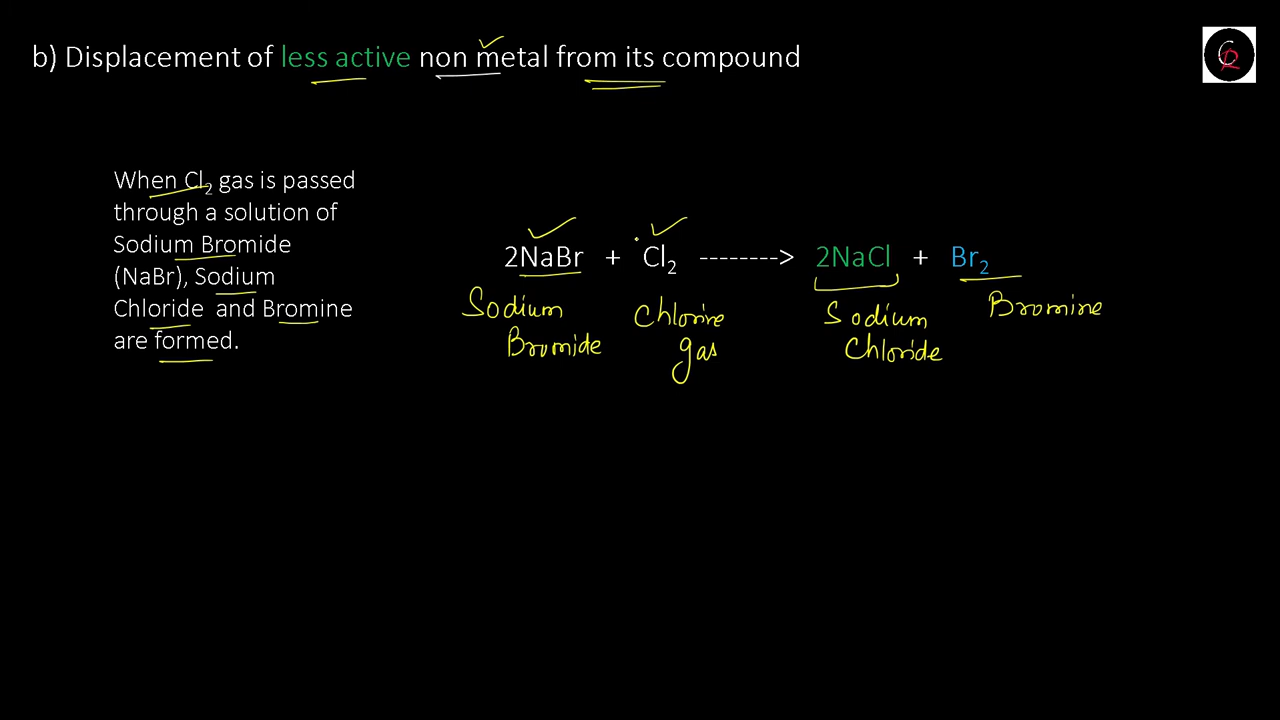 b) Displacement of less active non metal from its compound
When Cl₂ gas is passed
through a solution of
Sodium Bromide
(NaBr), Sodium
Chloride and Bromine
are formed.
2NaBr + Cl₂ --------> 2NaCl + Br₂
Sodium Bromide
Chlorine gas
Sodium Chloride
Bromine